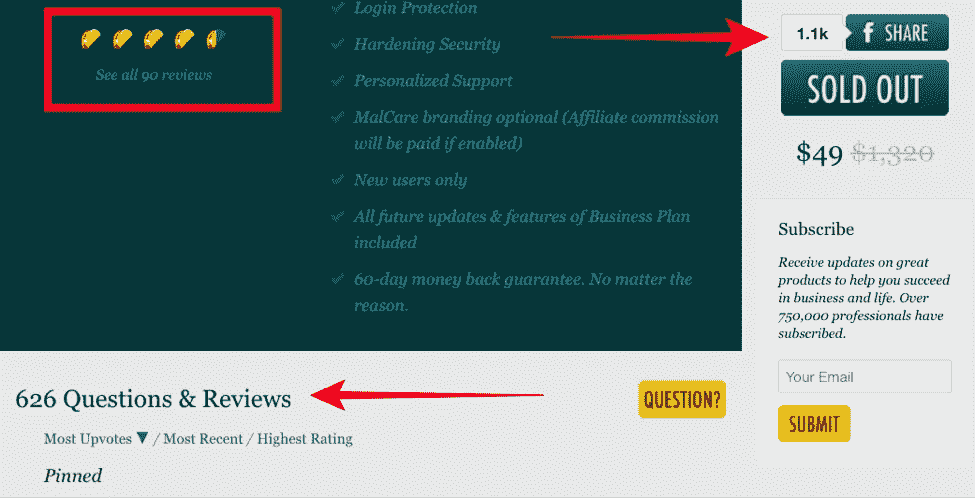 See all 90 reviews
Login Protection
Hardening Security
Personalized Support
MalCare branding optional (Affiliate commission
will be paid if enabled)
New users only
All future updates & features of Business Plan
included
60-day money back guarantee. No matter the
reason.
1.1k
f SHARE
SOLD OUT
$49 $1,320
Subscribe
Receive updates on great
products to help you succeed
in business and life. Over
750,000 professionals have
subscribed.
Your Email
SUBMIT
626 Questions & Reviews
QUESTION?
Most Upvotes ▼ / Most Recent / Highest Rating
Pinned